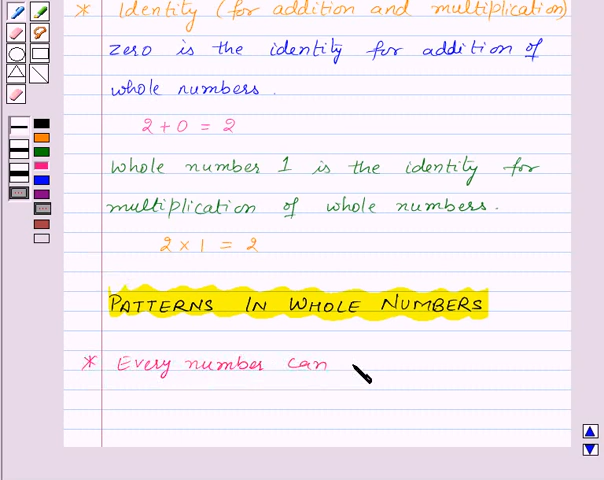 * Identity (for addition and multiplication)
zero is the identity for addition of
whole numbers.
2 + 0 = 2
Whole number 1 is the identity for
multiplication of whole numbers.
2 × 1 = 2
PATTERNS IN WHOLE NUMBERS
* Every number can